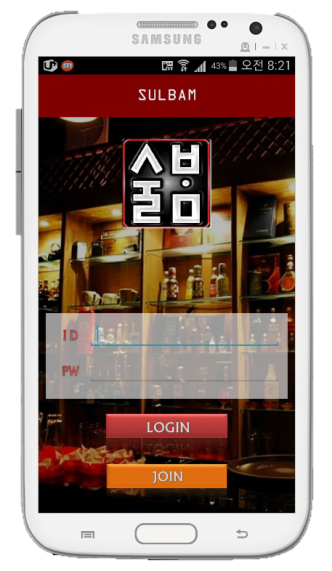 SAMSUNG
43% 오전 8:21
SULBAM
술밤
ID
PW
LOGIN
JOIN